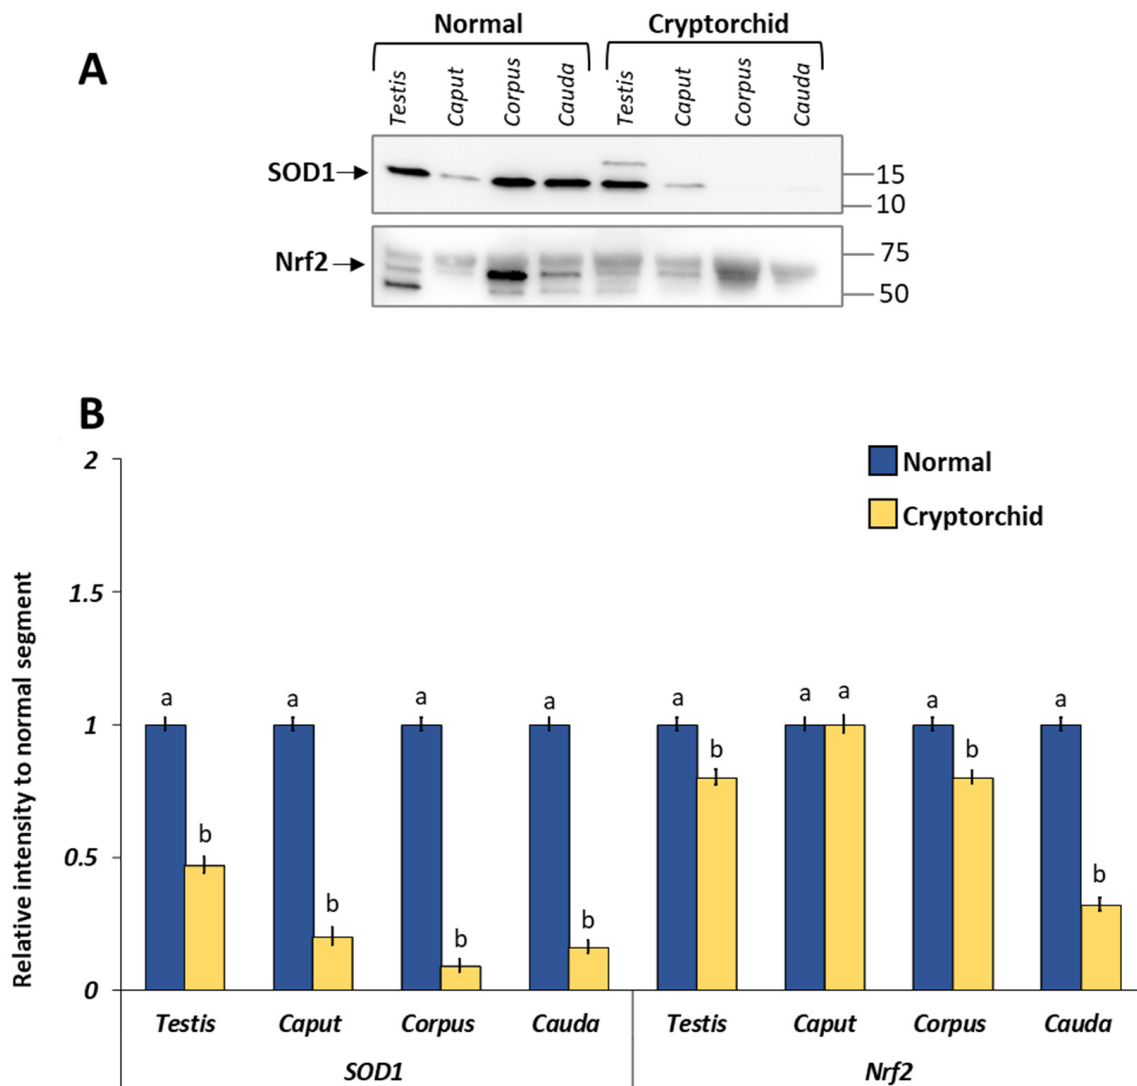 A
Normal
Cryptorchid
Testis
Caput
Corpus
Cauda
Testis
Caput
Corpus
Cauda
SOD1
15
10
Nrf2
75
50
B
Normal
Cryptorchid
Relative intensity to normal segment
2
1.5
1
0.5
0
a
b
a
b
a
b
a
b
a
b
a
a
a
b
a
b
Testis
Caput
Corpus
Cauda
Testis
Caput
Corpus
Cauda
SOD1
Nrf2